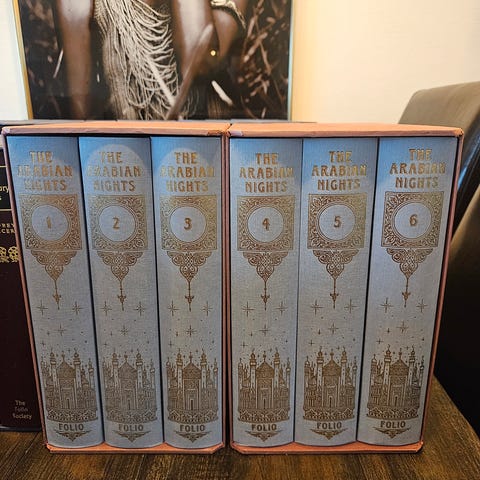 THE
ARABIAN
NIGHTS
1
FOLIO
THE
ARABIAN
NIGHTS
2
FOLIO
THE
ARABIAN
NIGHTS
3
FOLIO
THE
ARABIAN
NIGHTS
4
FOLIO
THE
ARABIAN
NIGHTS
5
FOLIO
THE
ARABIAN
NIGHTS
6
FOLIO
The
Folio
Society